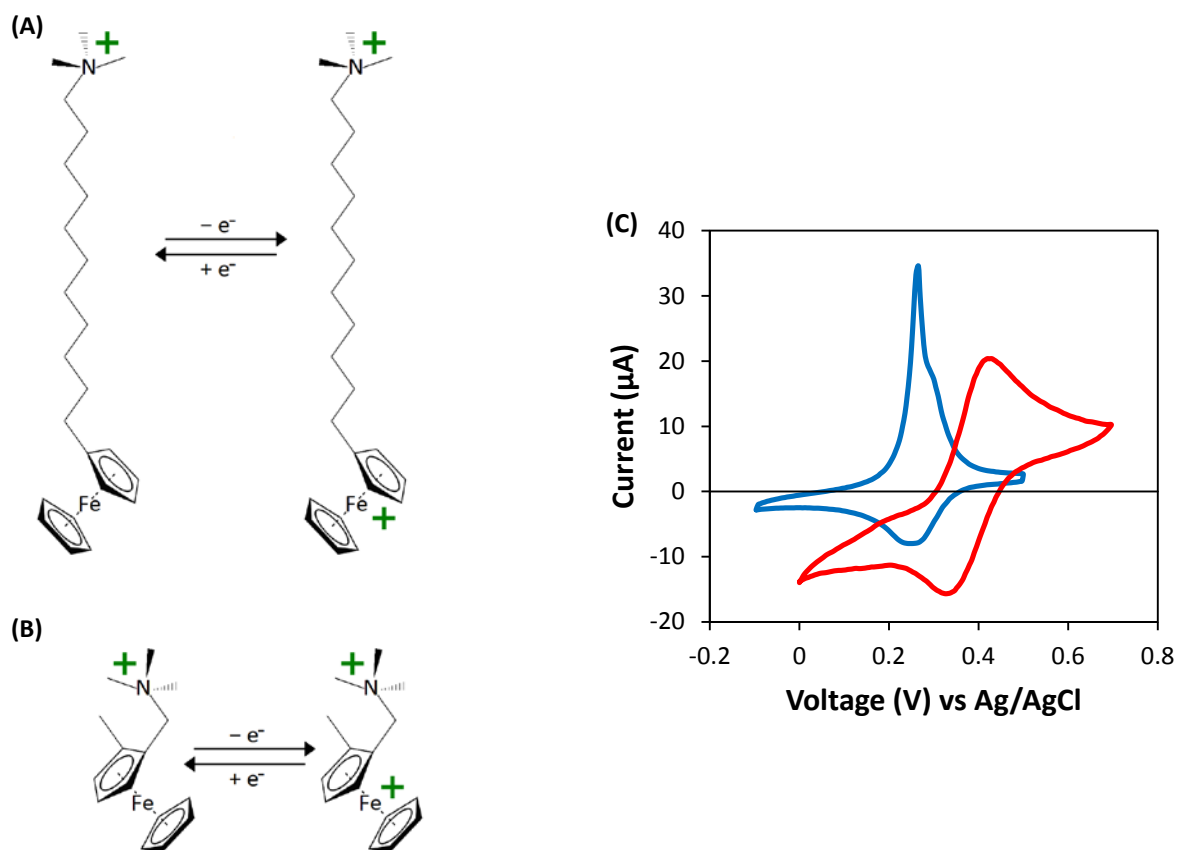 (A)
+
+
N
N
– e⁻
+ e⁻
Fe
Fe
+
(B)
+
+
N
N
– e⁻
+ e⁻
+
Fe
Fe
(C)
40
30
20
10
0
-10
-20
-0.2
0
0.2
0.4
0.6
0.8
Current (µA)
Voltage (V) vs Ag/AgCl